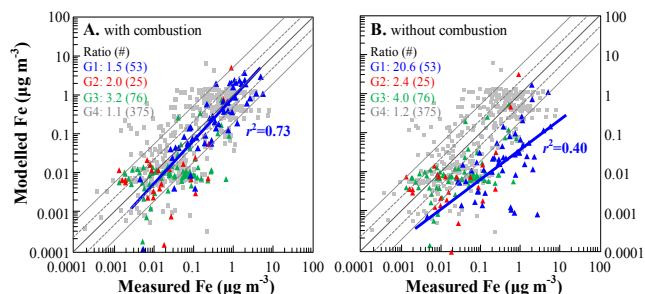 A. with combustion
Ratio (#)
G1: 1.5 (53)
G2: 2.0 (25)
G3: 3.2 (76)
G4: 1.1 (375)
r²=0.73
Modelled Fe (µg m⁻³)
10
1
0.1
0.01
0.001
0.0001
0.0001 0.001 0.01 0.1 1 10 100
Measured Fe (µg m⁻³)
B. without combustion
Ratio (#)
G1: 20.6 (53)
G2: 2.4 (25)
G3: 4.0 (76)
G4: 1.2 (375)
r²=0.40
100
10
1
0.1
0.01
0.001
0.0001
0.0001 0.001 0.01 0.1 1 10 100
Measured Fe (µg m⁻³)